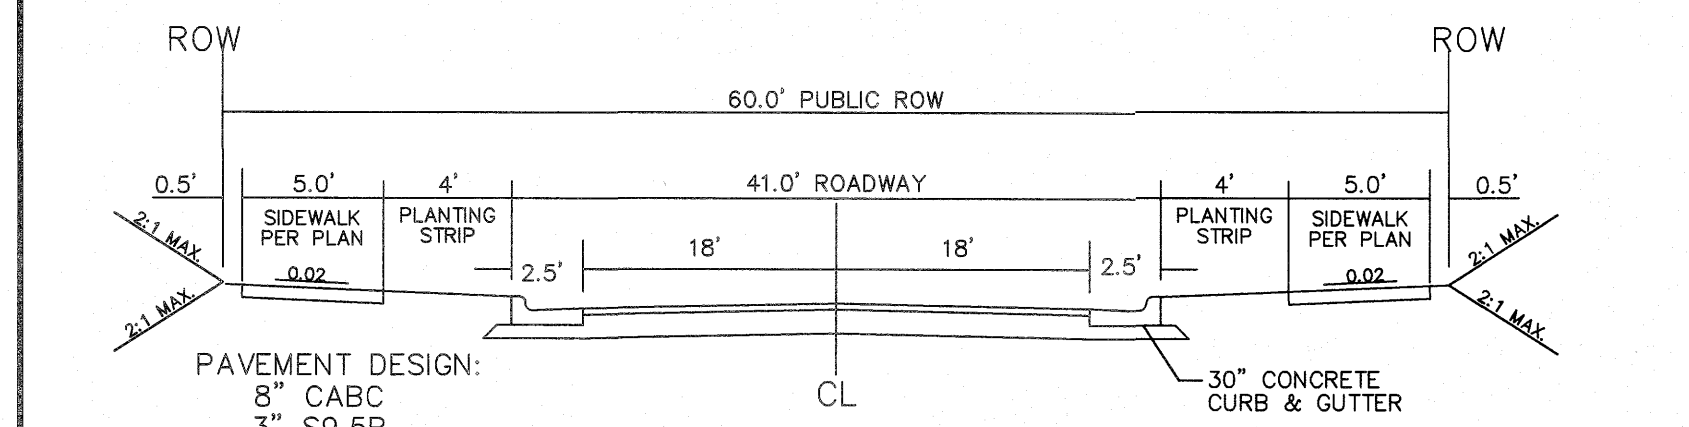 ROW
ROW
60.0' PUBLIC ROW
0.5'
5.0'
4'
41.0' ROADWAY
4'
5.0'
0.5'
SIDEWALK
PER PLAN
PLANTING
STRIP
PLANTING
STRIP
SIDEWALK
PER PLAN
2:1 MAX.
2:1 MAX.
18'
18'
2.5'
2.5'
0.02
0.02
2:1 MAX.
2:1 MAX.
PAVEMENT DESIGN:
8" CABC
3"
CL
30" CONCRETE
CURB & GUTTER